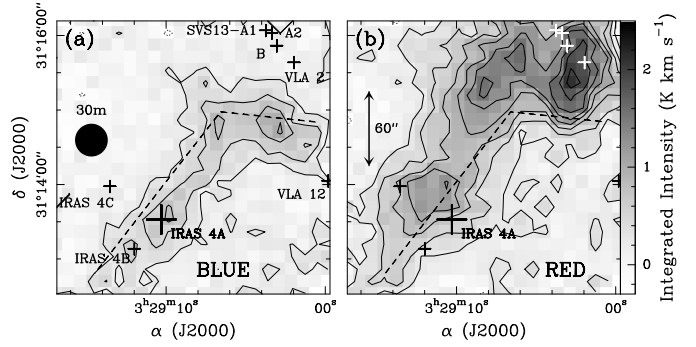 (a)
SVS13-A1
A2
B
VLA 2
30m
VLA 12
IRAS 4C
IRAS 4A
IRAS 4B
BLUE
31°16'00"
31°14'00"
δ (J2000)
3h29m10s
00s
α (J2000)
(b)
60"
IRAS 4A
RED
3h29m10s
00s
α (J2000)
2
1
0
Integrated Intensity (K km s⁻¹)